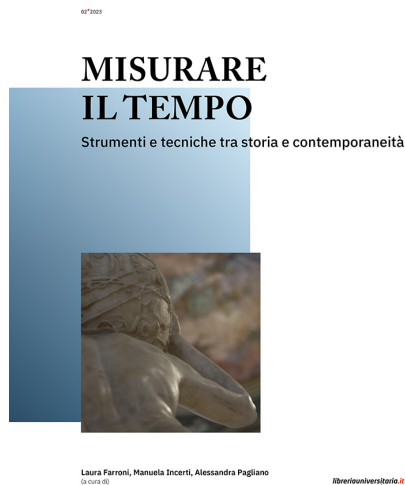 02*2023
MISURARE
IL TEMPO
Strumenti e tecniche tra storia e contemporaneità
Laura Farroni, Manuela Incerti, Alessandra Pagliano
(a cura di)
libreriauniversitaria.it